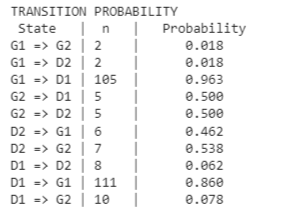 TRANSITION PROBABILITY
State | n | Probability
G1 => G2 | 2 | 0.018
G1 => D2 | 2 | 0.018
G1 => D1 | 105 | 0.963
G2 => D1 | 5 | 0.500
G2 => D2 | 5 | 0.500
D2 => G1 | 6 | 0.462
D2 => G2 | 7 | 0.538
D1 => D2 | 8 | 0.062
D1 => G1 | 111 | 0.860
D1 => G2 | 10 | 0.078